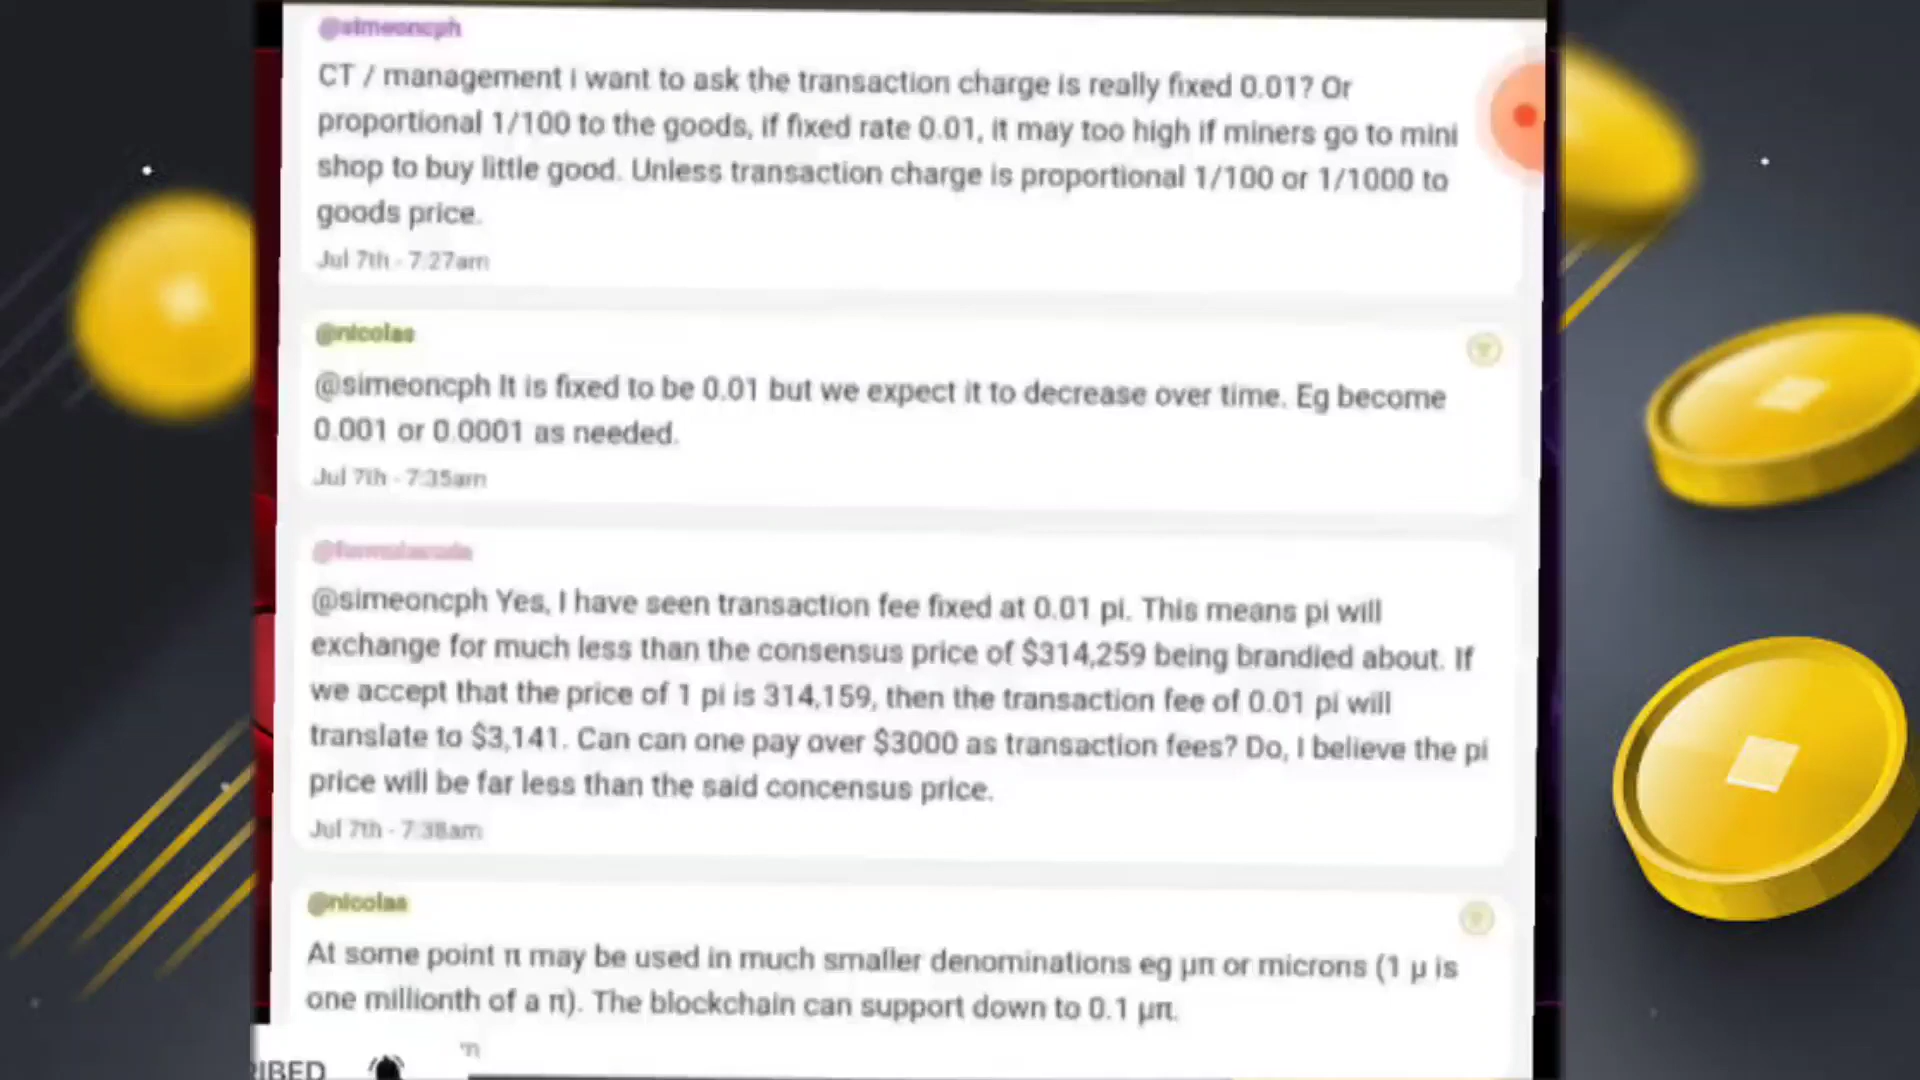 @simeoncph
CT / management i want to ask the transaction charge is really fixed 0.01? Or
proportional 1/100 to the goods, if fixed rate 0.01, it may too high if miners go to mini
shop to buy little good. Unless transaction charge is proportional 1/100 or 1/1000 to
goods price.
Jul 7th - 7:27am
@nicolas
@simeoncph It is fixed to be 0.01 but we expect it to decrease over time. Eg become
0.001 or 0.0001 as needed.
Jul 7th - 7:35am
@simeoncph Yes, I have seen transaction fee fixed at 0.01 pi. This means pi will
exchange for much less than the consensus price of $314,259 being brandied about. If
we accept that the price of 1 pi is 314,159, then the transaction fee of 0.01 pi will
translate to $3,141. Can can one pay over $3000 as transaction fees? Do, I believe the pi
price will be far less than the said concensus price.
Jul 7th - 7:38am
@nicolas
At some point π may be used in much smaller denominations eg µπ or microns (1 µ is
one millionth of a π). The blockchain can support down to 0.1 µπ.
RIBED